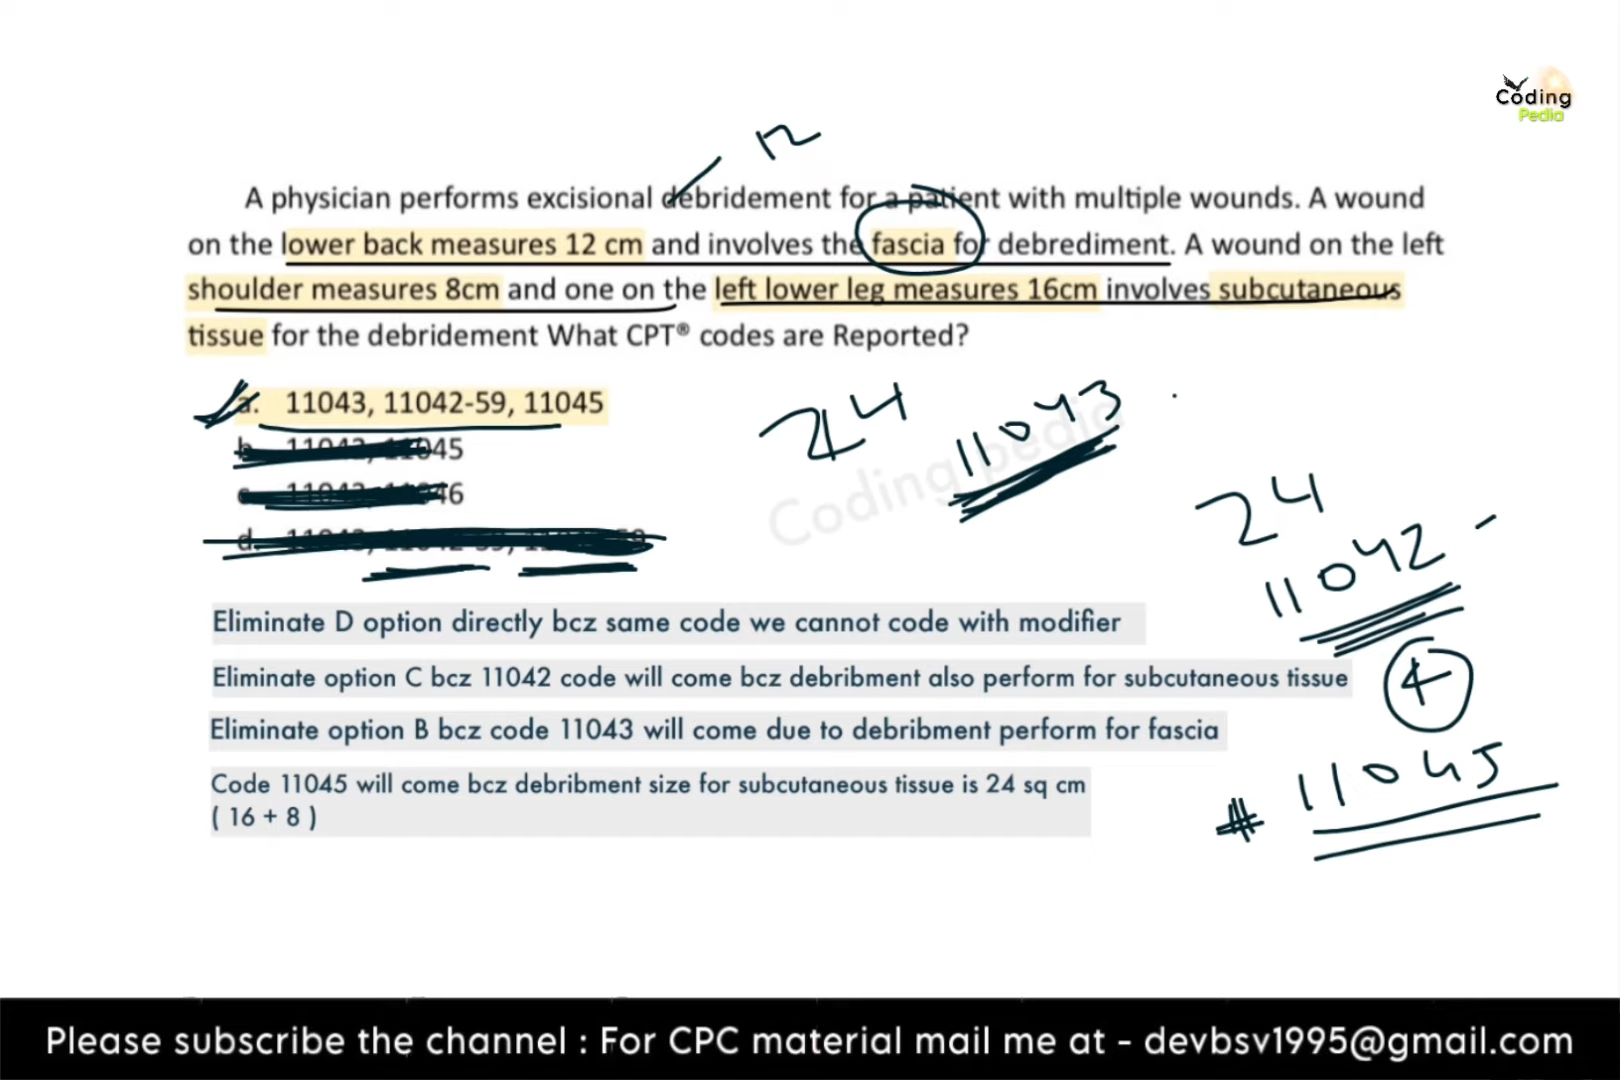 Coding
Pedia
12
A physician performs excisional debridement for a patient with multiple wounds. A wound
on the lower back measures 12 cm and involves the fascia for debrediment. A wound on the left
shoulder measures 8cm and one on the left lower leg measures 16cm involves subcutaneous
tissue for the debridement What CPT® codes are Reported?
a. 11043, 11042-59, 11045
24
11043
45
46
d.
24
11042 -
Coding pedia
Eliminate D option directly bcz same code we cannot code with modifier
Eliminate option C bcz 11042 code will come bcz debribment also perform for subcutaneous tissue
Eliminate option B bcz code 11043 will come due to debribment perform for fascia
Code 11045 will come bcz debribment size for subcutaneous tissue is 24 sq cm
( 16 + 8 )
# 11045
Please subscribe the channel : For CPC material mail me at - devbsv1995@gmail.com